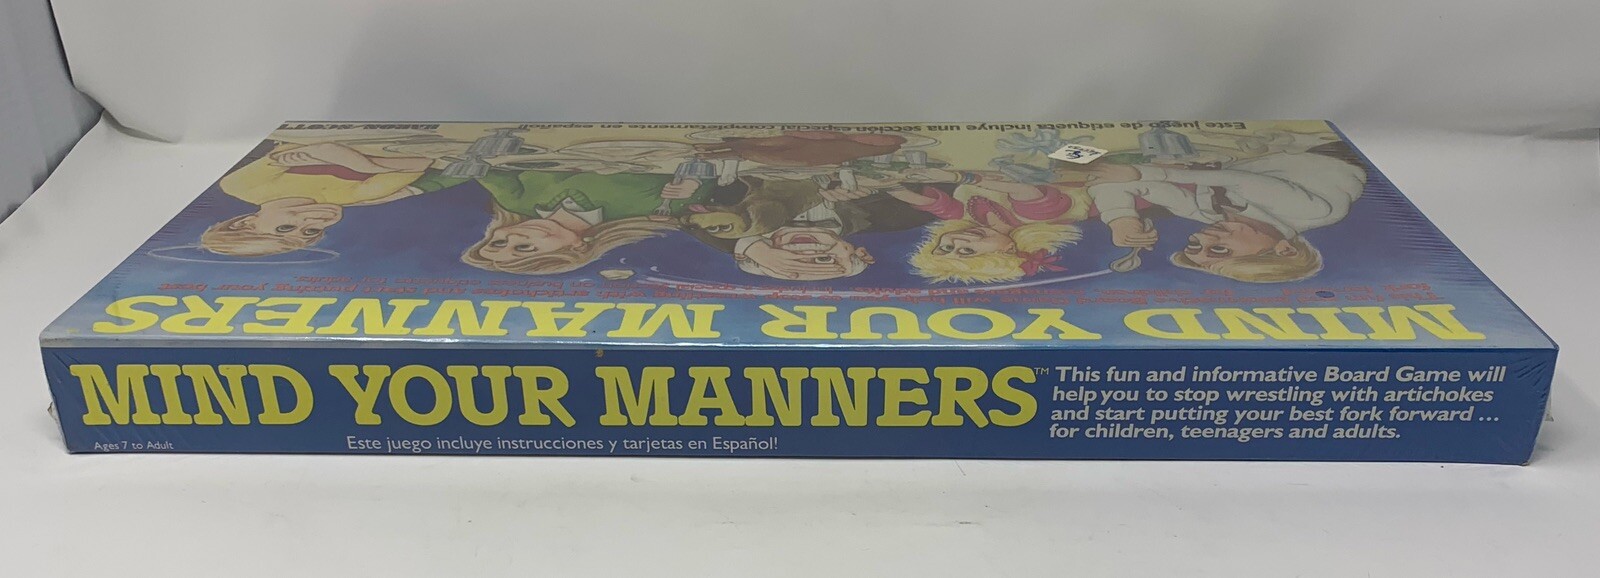 Este juego de etiqueta incluye una sección especial completamente en español!
MIND YOUR MANNERS
MIND YOUR MANNERS™
This fun and informative Board Game will
help you to stop wrestling with artichokes
and start putting your best fork forward ...
for children, teenagers and adults.
Ages 7 to Adult
Este juego incluye instrucciones y tarjetas en Español!